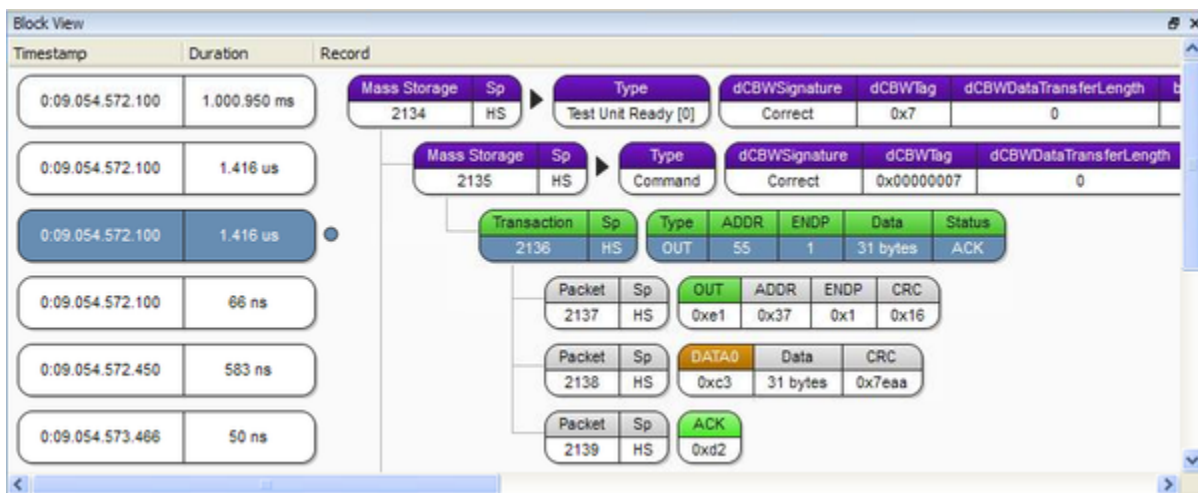 Block View
Timestamp Duration Record
Mass Storage Sp Type dCBWSignature dCBWTag dCBWDataTransferLength b
0:09.054.572.100 1.000.950 ms 2134 HS Test Unit Ready [0] Correct 0x7 0
Mass Storage Sp Type dCBWSignature dCBWTag dCBWDataTransferLength
0:09.054.572.100 1.416 us 2135 HS Command Correct 0x00000007 0
Transaction Sp Type ADDR ENDP Data Status
0:09.054.572.100 1.416 us 2136 HS OUT 55 1 31 bytes ACK
Packet Sp OUT ADDR ENDP CRC
0:09.054.572.100 66 ns 2137 HS 0xe1 0x37 0x1 0x16
Packet Sp DATA0 Data CRC
0:09.054.572.450 583 ns 2138 HS 0xc3 31 bytes 0x7eaa
Packet Sp ACK
0:09.054.573.466 50 ns 2139 HS 0xd2